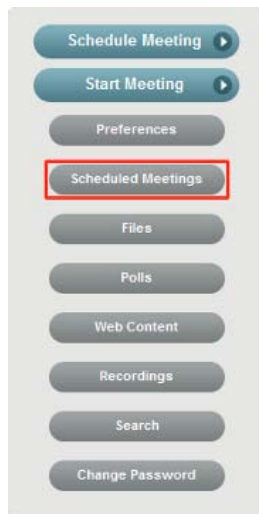 Schedule Meeting
Start Meeting
Preferences
Scheduled Meetings
Files
Polls
Web Content
Recordings
Search
Change Password